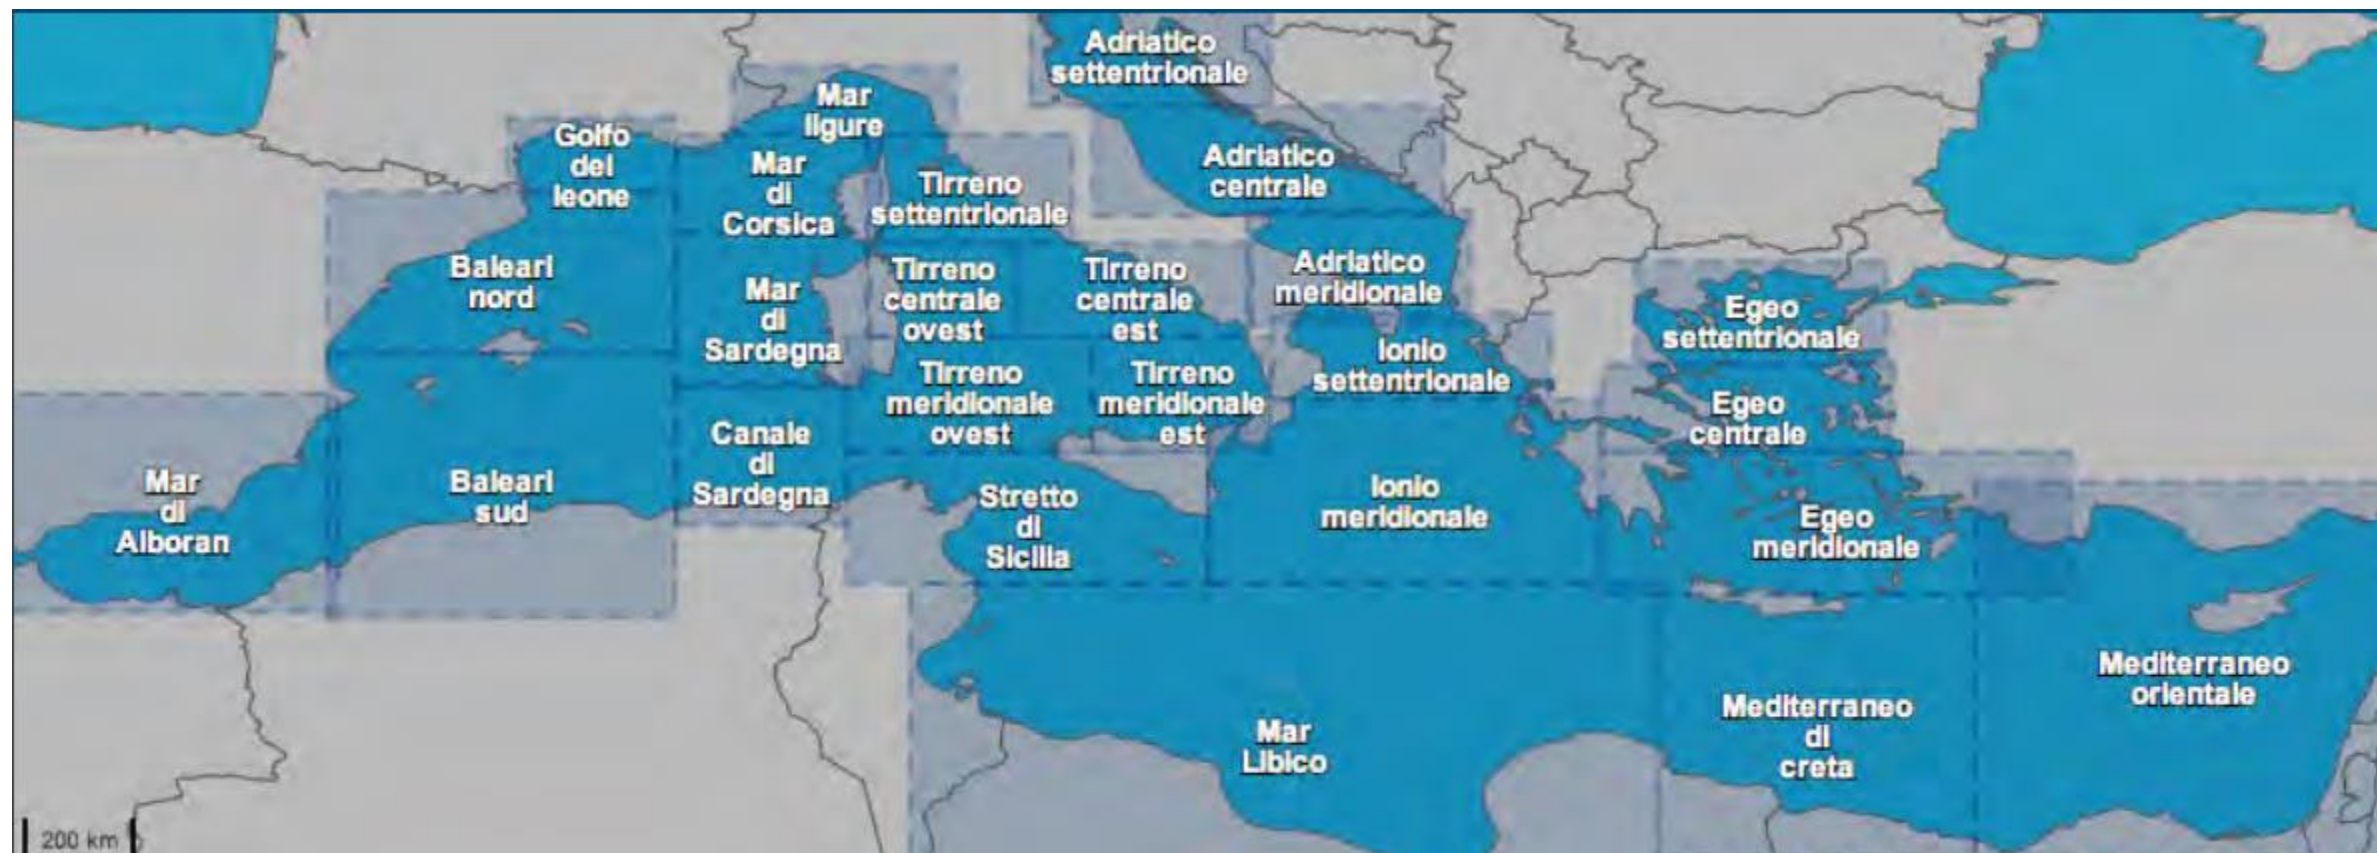 Adriatico
settentrionale
Mar
ligure
Golfo
del
leone
Mar
di
Corsica
Tirreno
settentrionale
Adriatico
centrale
Baleari
nord
Mar
di
Sardegna
Tirreno
centrale
ovest
Tirreno
centrale
est
Adriatico
meridionale
Egeo
settentrionale
Ionio
settentrionale
Tirreno
meridionale
ovest
Tirreno
meridionale
est
Egeo
centrale
Mar
di
Alboran
Baleari
sud
Canale
di
Sardegna
Stretto
di
Sicilia
Ionio
meridionale
Egeo
meridionale
Mediterraneo
orientale
Mar
Libico
Mediterraneo
di
creta
200 km